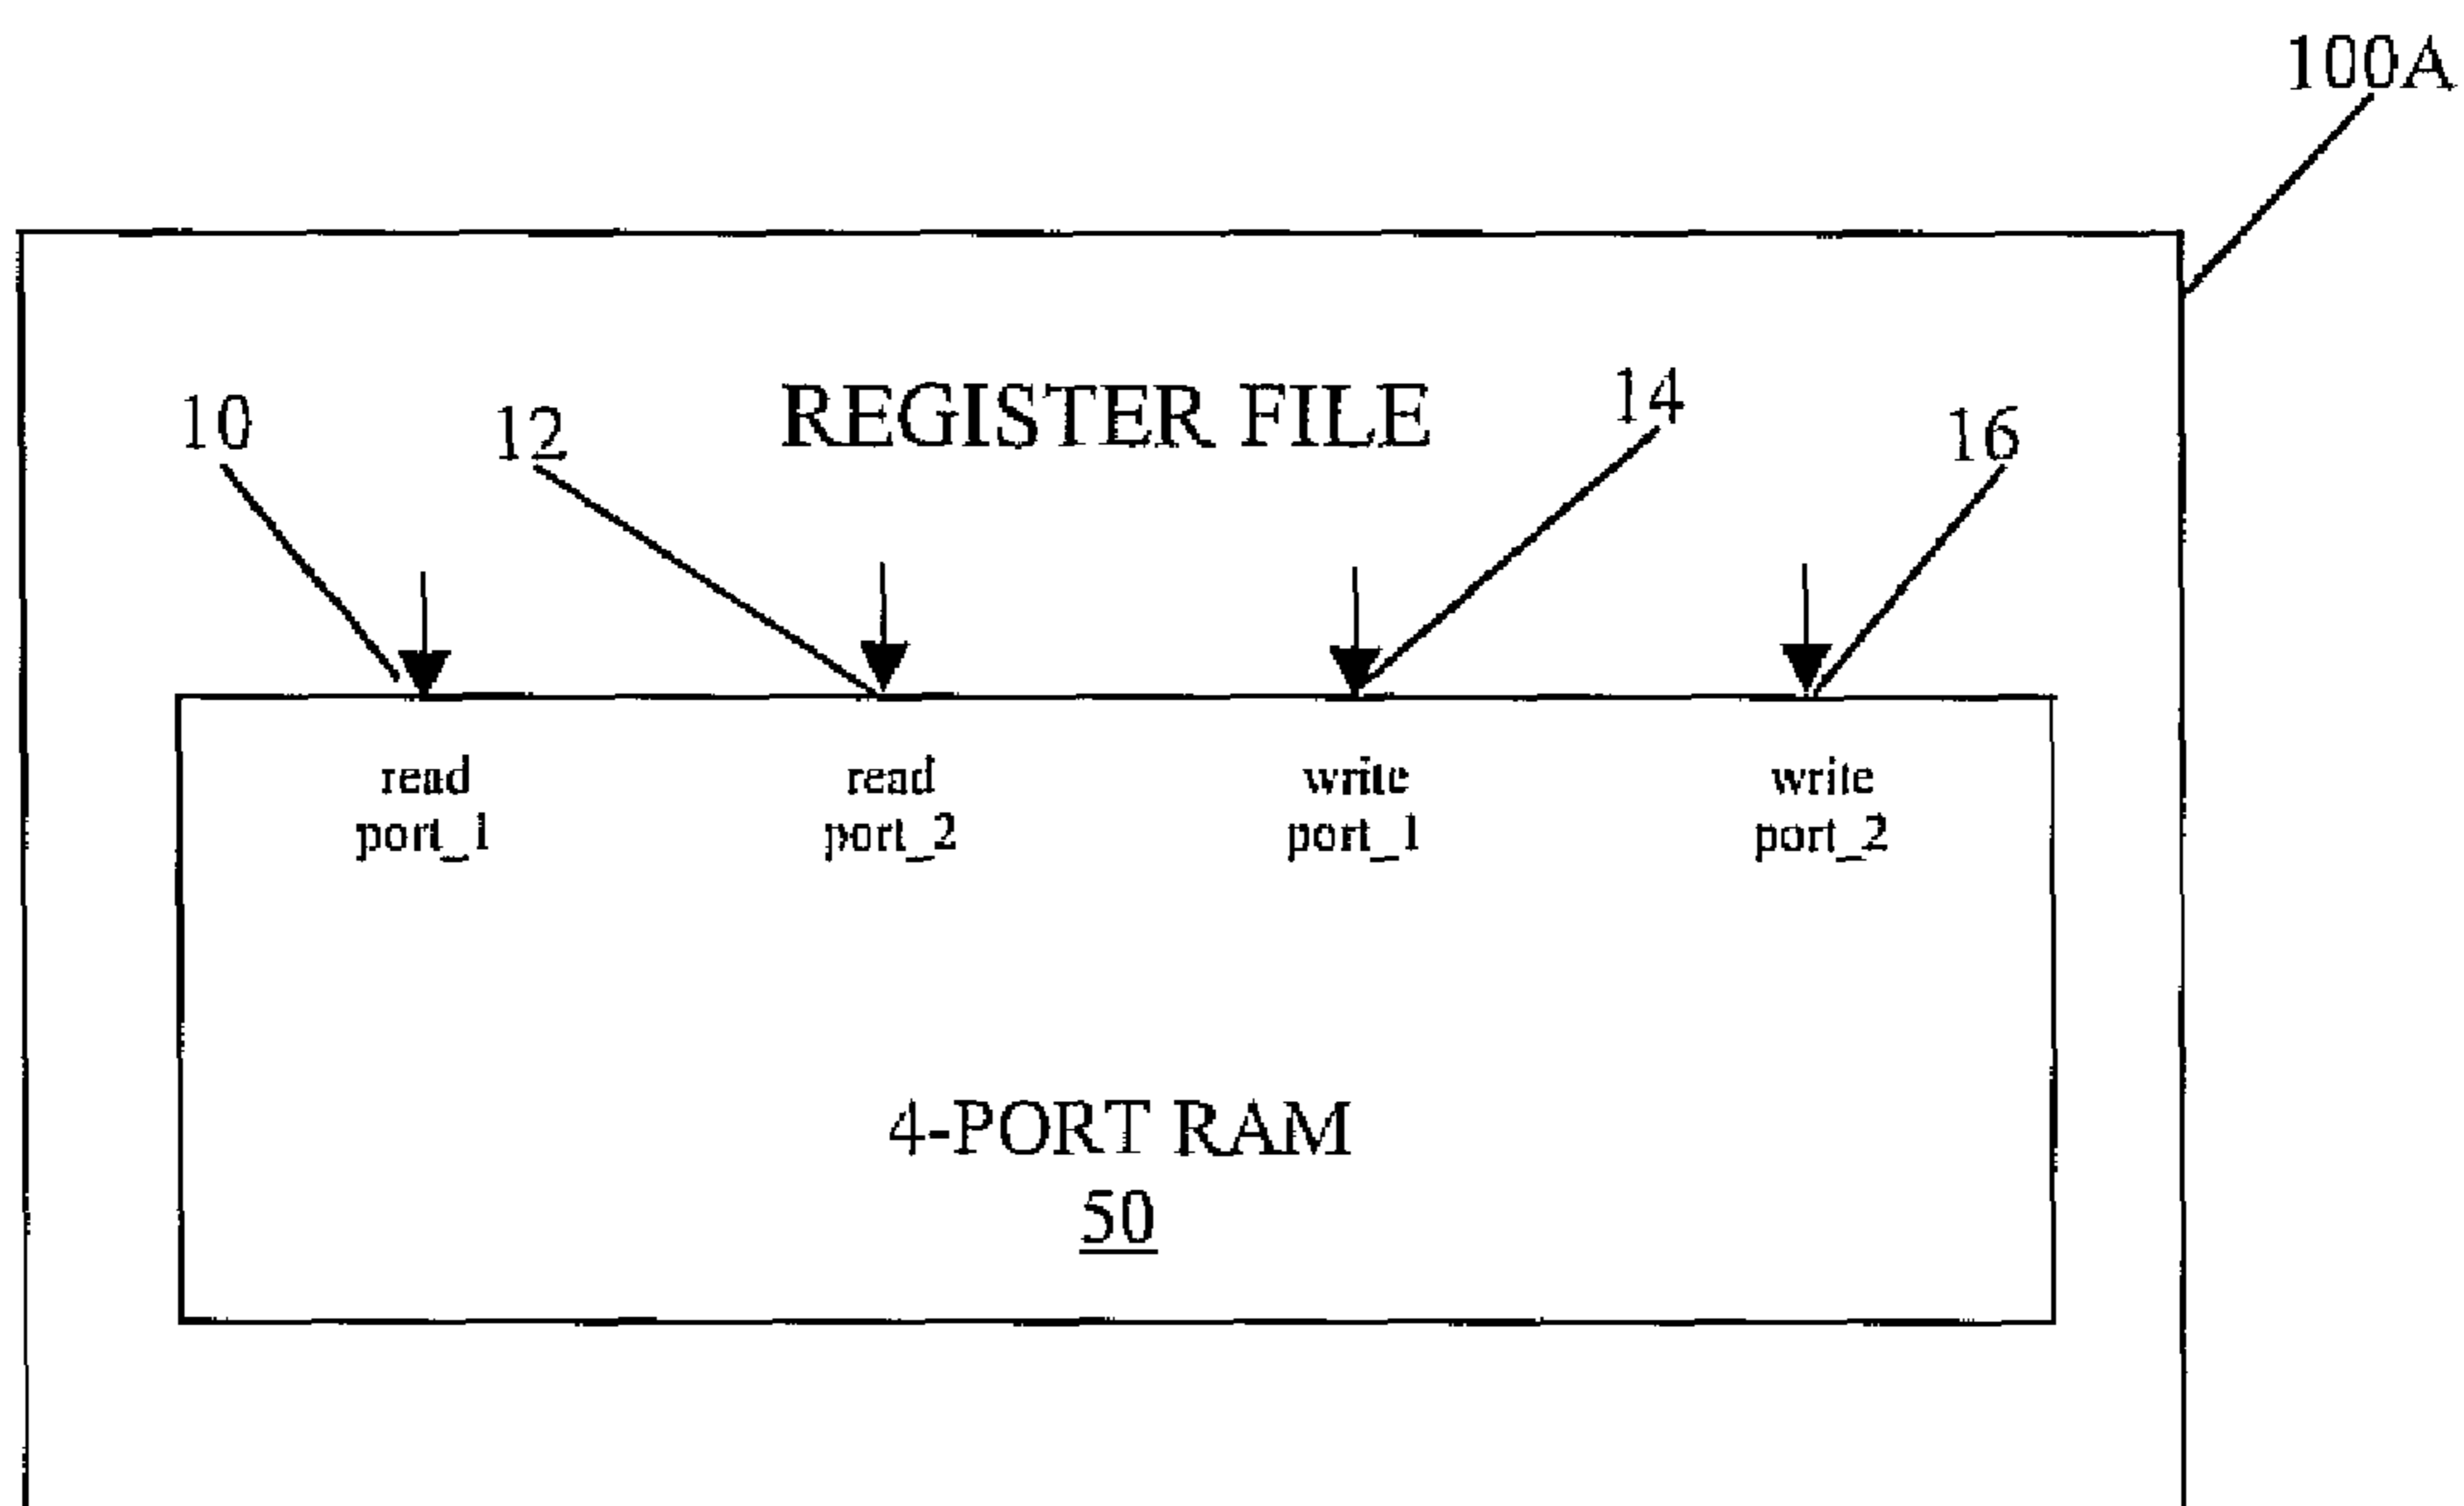 100A
REGISTER FILE
10
12
14
16
read
port_1
read
port_2
write
port_1
write
port_2
4-PORT RAM
50